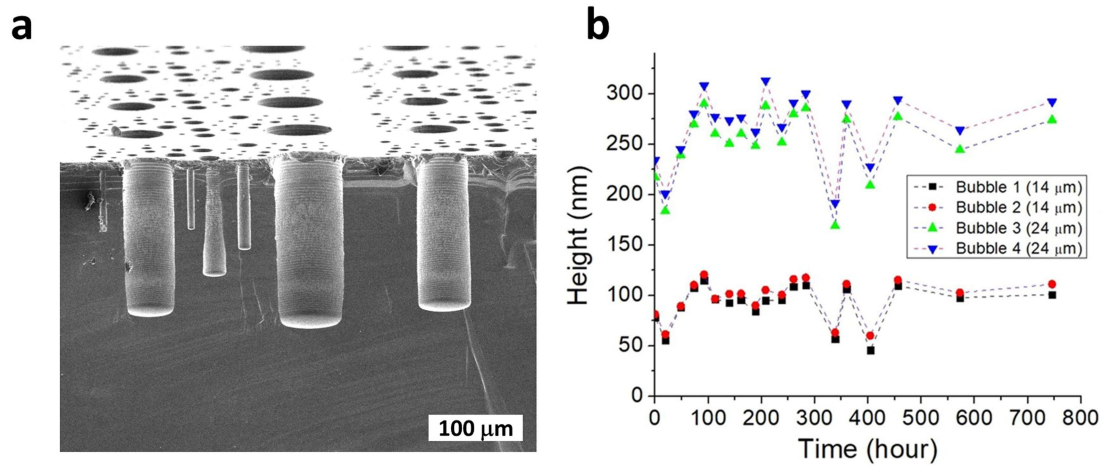 a
100 μm
b
Height (nm)
300
250
200
150
100
50
0
Bubble 1 (14 μm)
Bubble 2 (14 μm)
Bubble 3 (24 μm)
Bubble 4 (24 μm)
0 100 200 300 400 500 600 700 800
Time (hour)